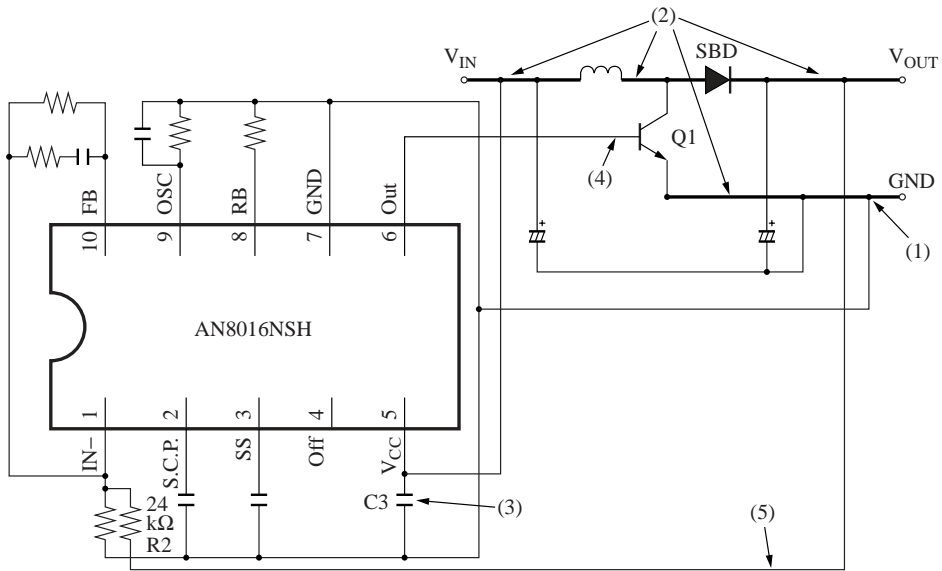 (2)
V_IN
SBD
V_OUT
Q1
(4)
GND
(1)
FB
OSC
RB
GND
Out
10
9
8
7
6
+
+
AN8016NSH
1
2
3
4
5
IN−
S.C.P.
SS
Off
V_CC
24
kΩ
R2
C3
(3)
(5)